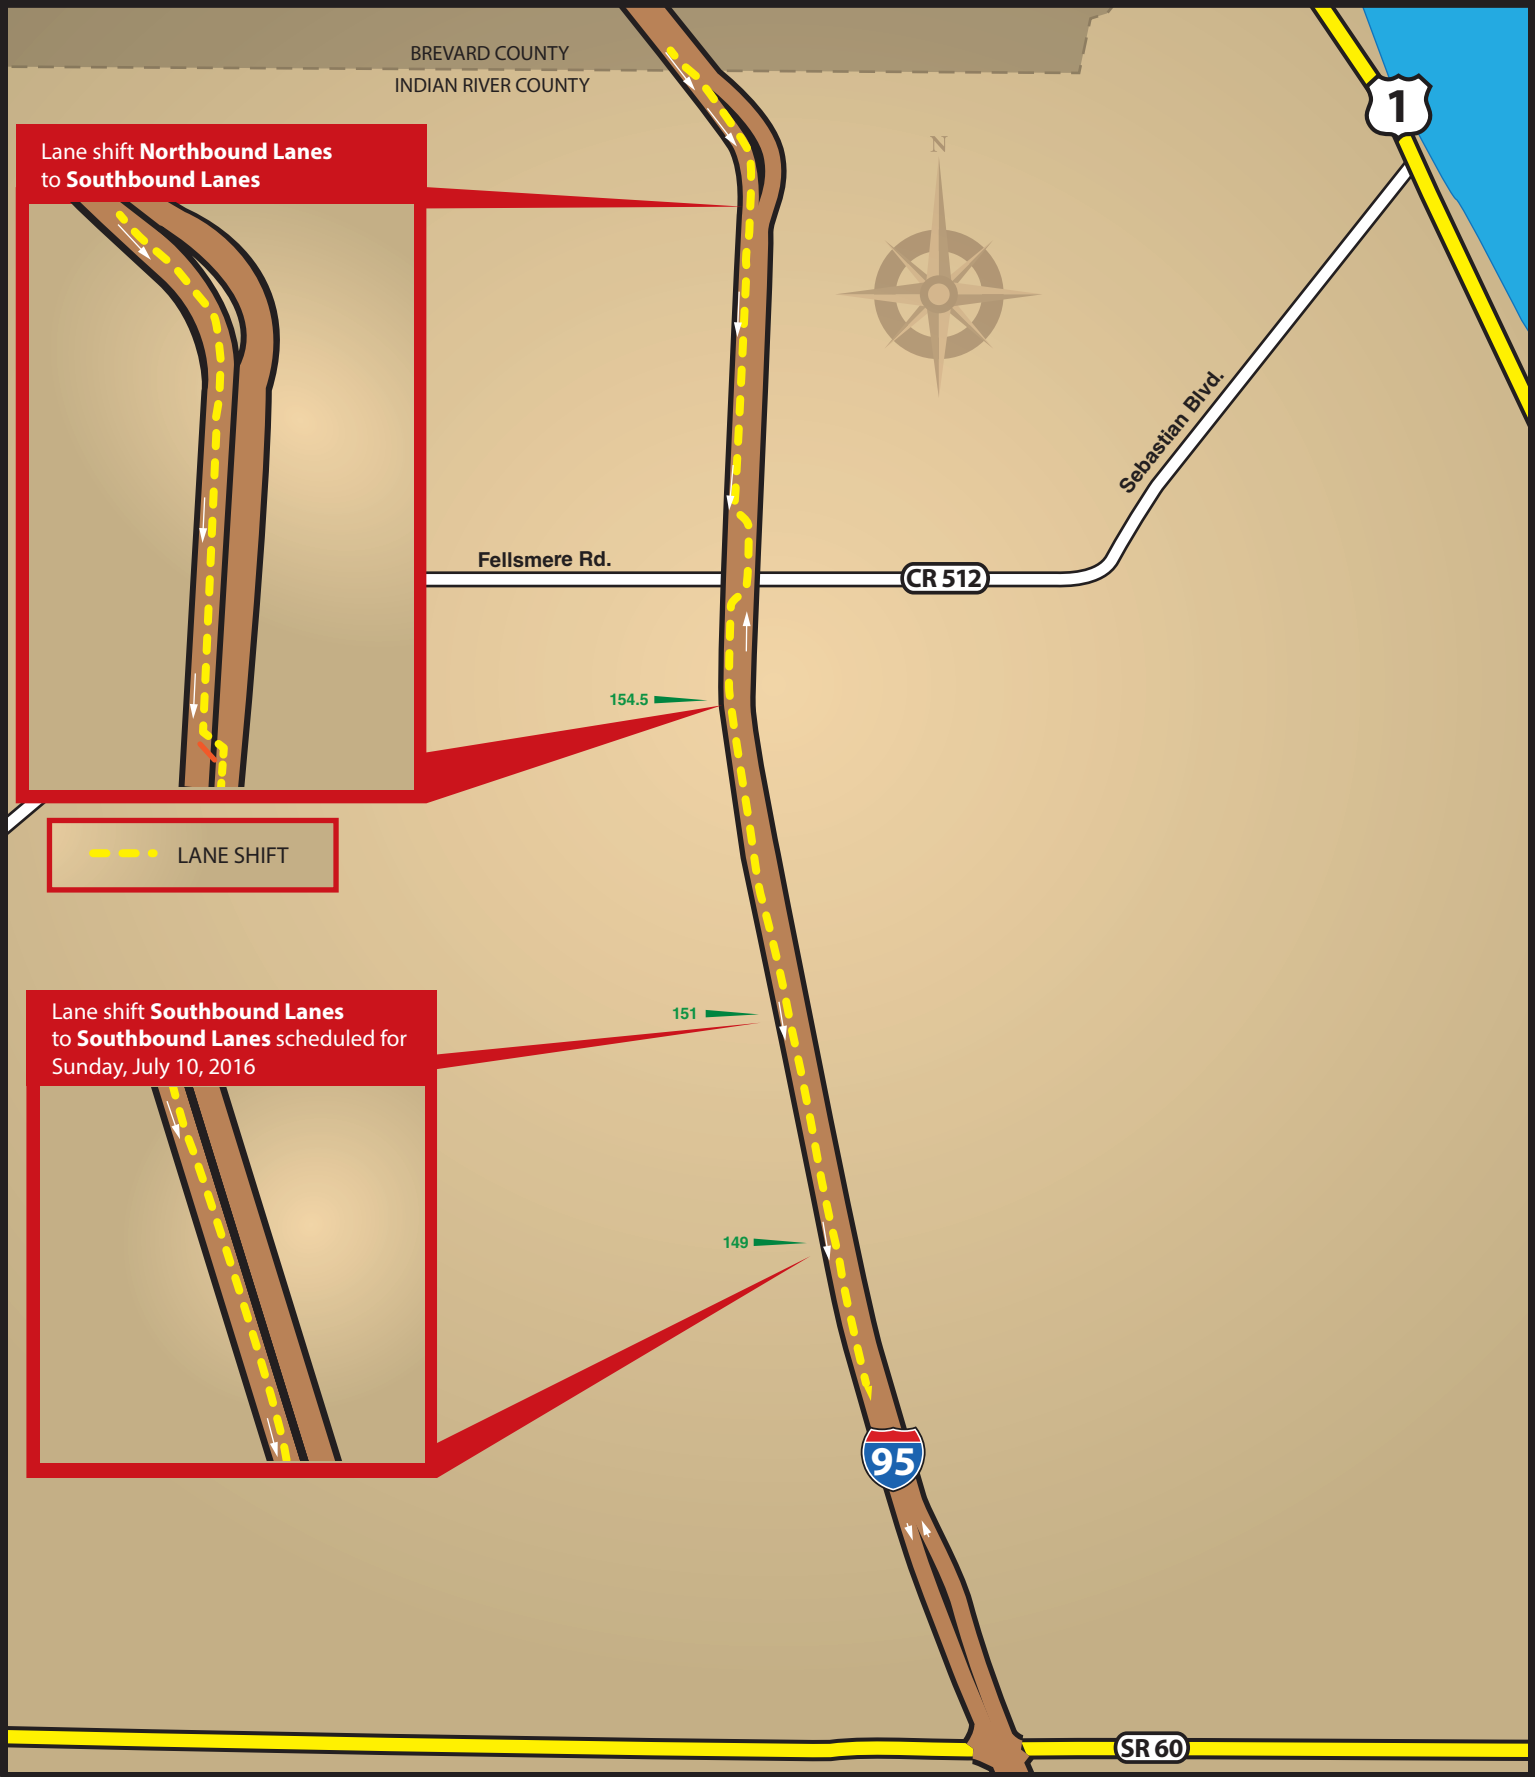 BREVARD COUNTY
INDIAN RIVER COUNTY
1
Lane shift Northbound Lanes
to Southbound Lanes
N
Sebastian Blvd.
Fellsmere Rd.
CR 512
154.5
LANE SHIFT
Lane shift Southbound Lanes
to Southbound Lanes scheduled for
Sunday, July 10, 2016
151
149
95
SR 60